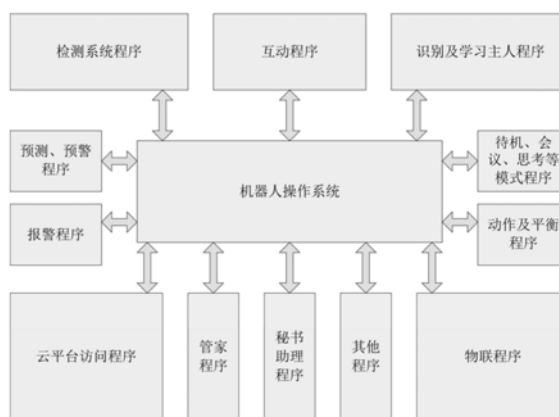 检测系统程序
互动程序
识别及学习主人程序
预测、预警
程序
待机、会
议、思考等
模式程序
机器人操作系统
报警程序
动作及平衡
程序
云平台访问程序
管家
程序
秘书
助理
程序
其他
程序
物联程序